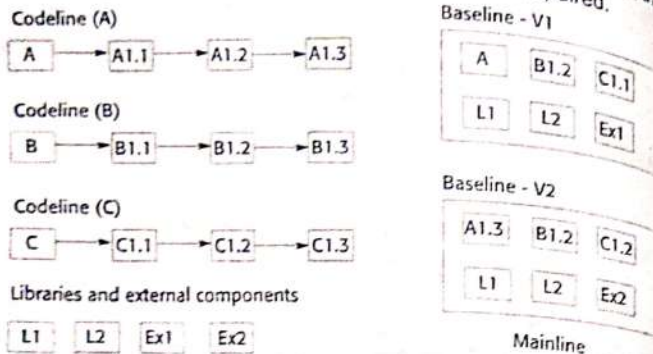 Codeline (A)
A A1.1 A1.2 A1.3
Codeline (B)
B B1.1 B1.2 B1.3
Codeline (C)
C C1.1 C1.2 C1.3
Libraries and external components
L1 L2 Ex1 Ex2
Baseline - V1
A B1.2 C1.1
L1 L2 Ex1
Baseline - V2
A1.3 B1.2 C1.2
L1 L2 Ex2
Mainline